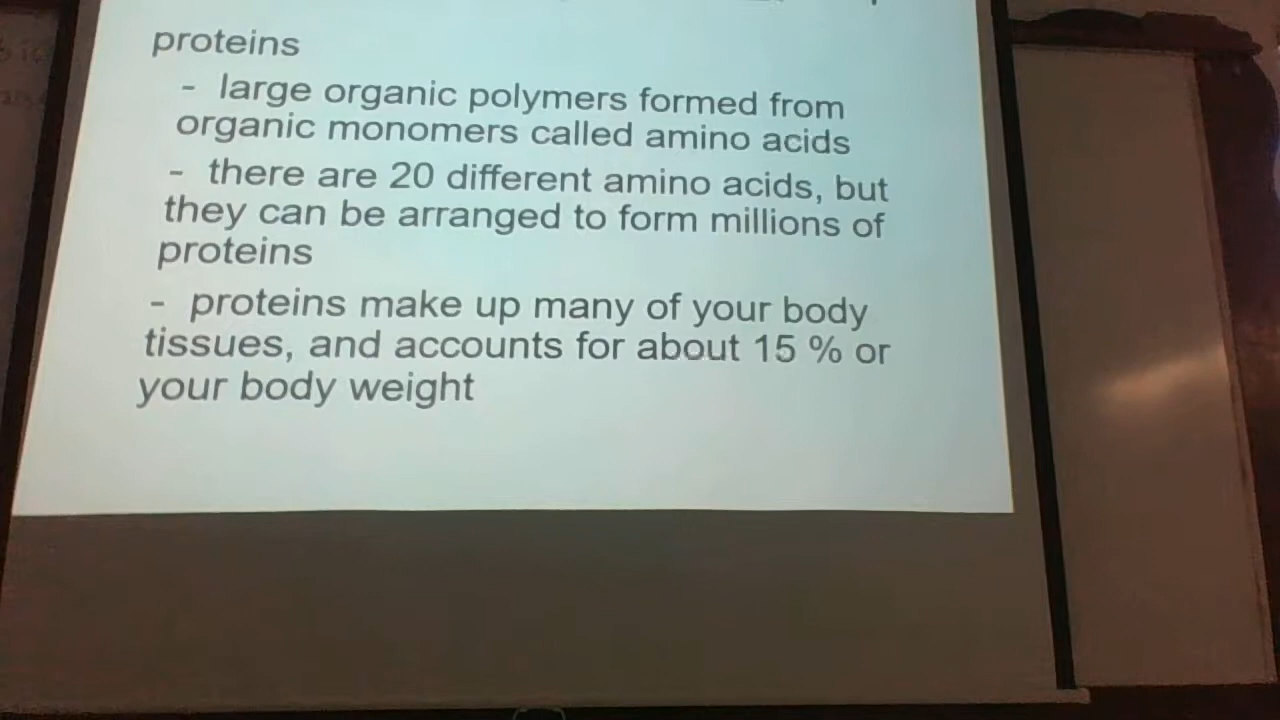 proteins
- large organic polymers formed from
organic monomers called amino acids
- there are 20 different amino acids, but
they can be arranged to form millions of
proteins
- proteins make up many of your body
tissues, and accounts for about 15 % or
your body weight